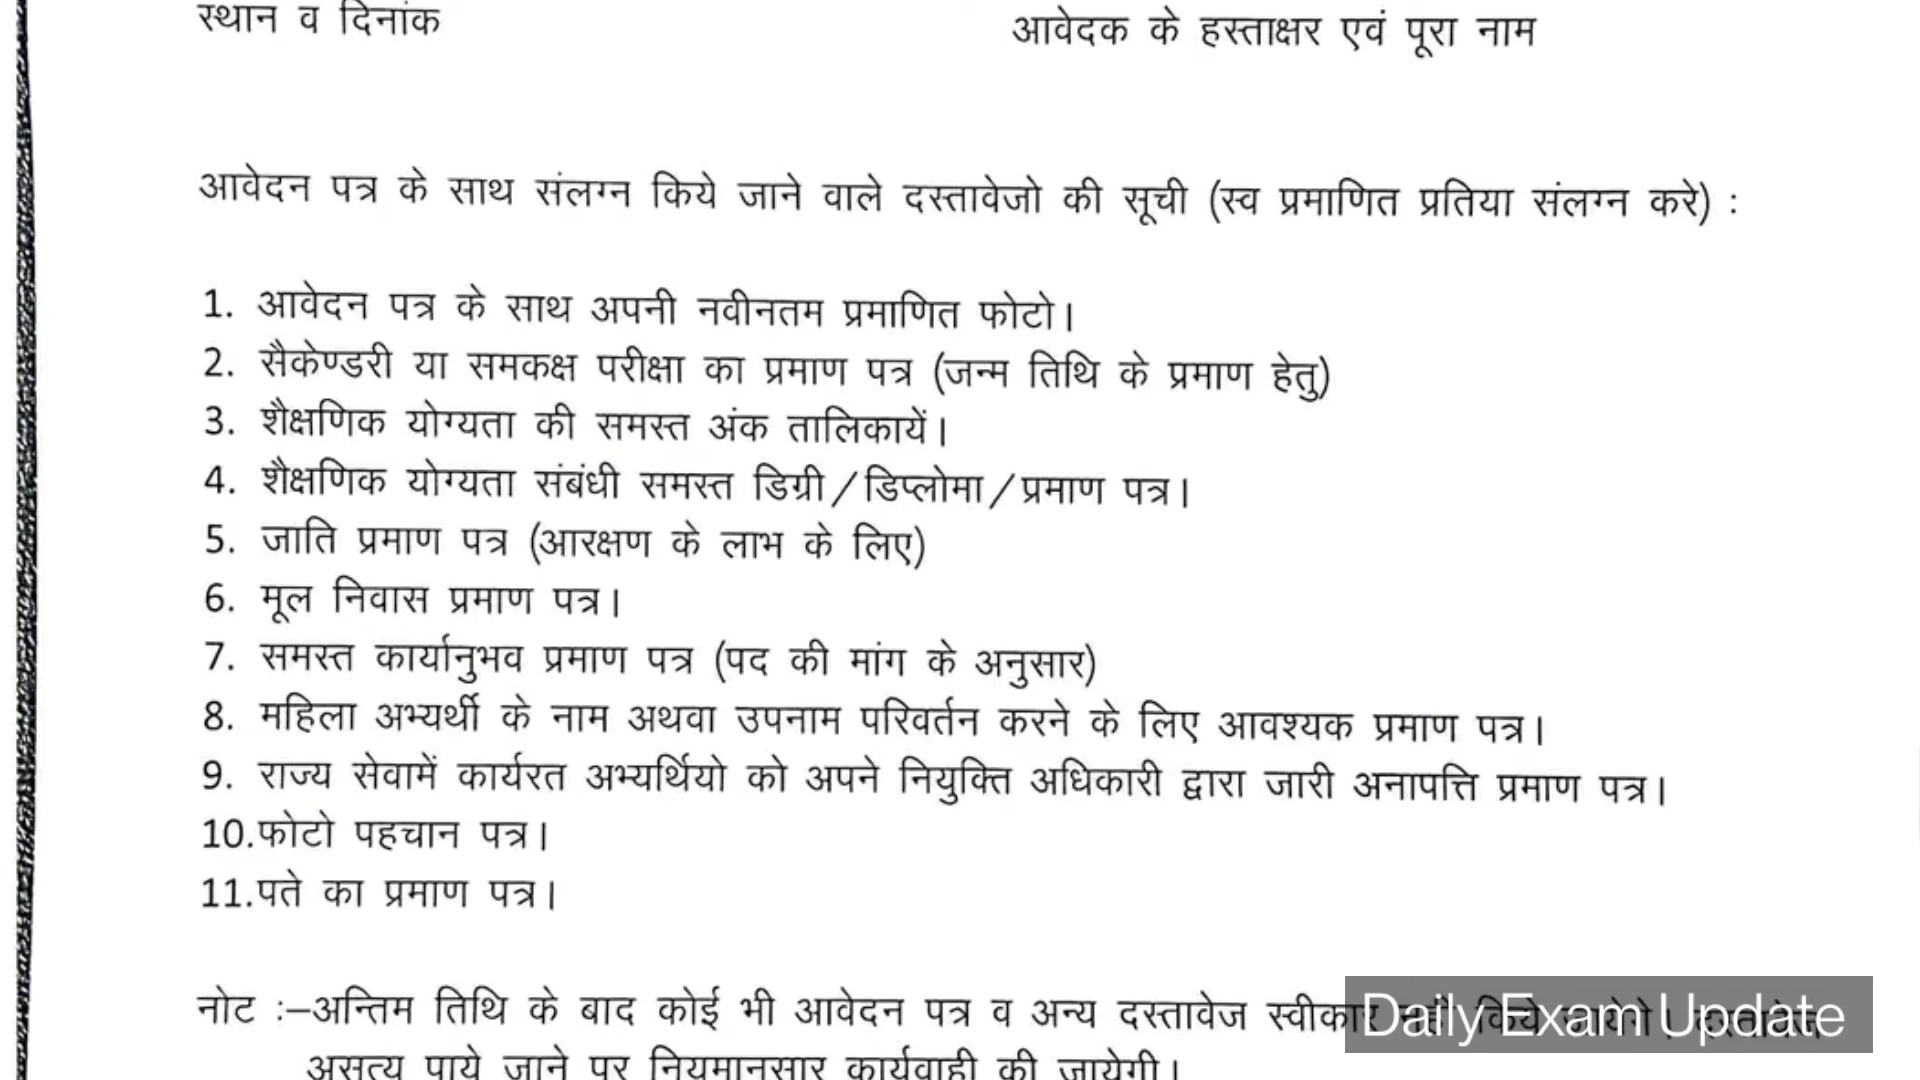 स्थान व दिनांक
आवेदक के हस्ताक्षर एवं पूरा नाम
आवेदन पत्र के साथ संलग्न किये जाने वाले दस्तावेजो की सूची (स्व प्रमाणित प्रतिया संलग्न करे) :
1. आवेदन पत्र के साथ अपनी नवीनतम प्रमाणित फोटो।
2. सैकेण्डरी या समकक्ष परीक्षा का प्रमाण पत्र (जन्म तिथि के प्रमाण हेतु)
3. शैक्षणिक योग्यता की समस्त अंक तालिकायें।
4. शैक्षणिक योग्यता संबंधी समस्त डिग्री/डिप्लोमा/प्रमाण पत्र।
5. जाति प्रमाण पत्र (आरक्षण के लाभ के लिए)
6. मूल निवास प्रमाण पत्र।
7. समस्त कार्यानुभव प्रमाण पत्र (पद की मांग के अनुसार)
8. महिला अभ्यर्थी के नाम अथवा उपनाम परिवर्तन करने के लिए आवश्यक प्रमाण पत्र।
9. राज्य सेवामें कार्यरत अभ्यर्थियो को अपने नियुक्ति अधिकारी द्वारा जारी अनापत्ति प्रमाण पत्र।
10.फोटो पहचान पत्र।
11.पते का प्रमाण पत्र।
नोट :–अन्तिम तिथि के बाद कोई भी आवेदन पत्र व अन्य दस्तावेज स्वीकार
Daily Exam Update
असत्य पाये जाने पर नियमानुसार कार्यवाही की जायेगी।